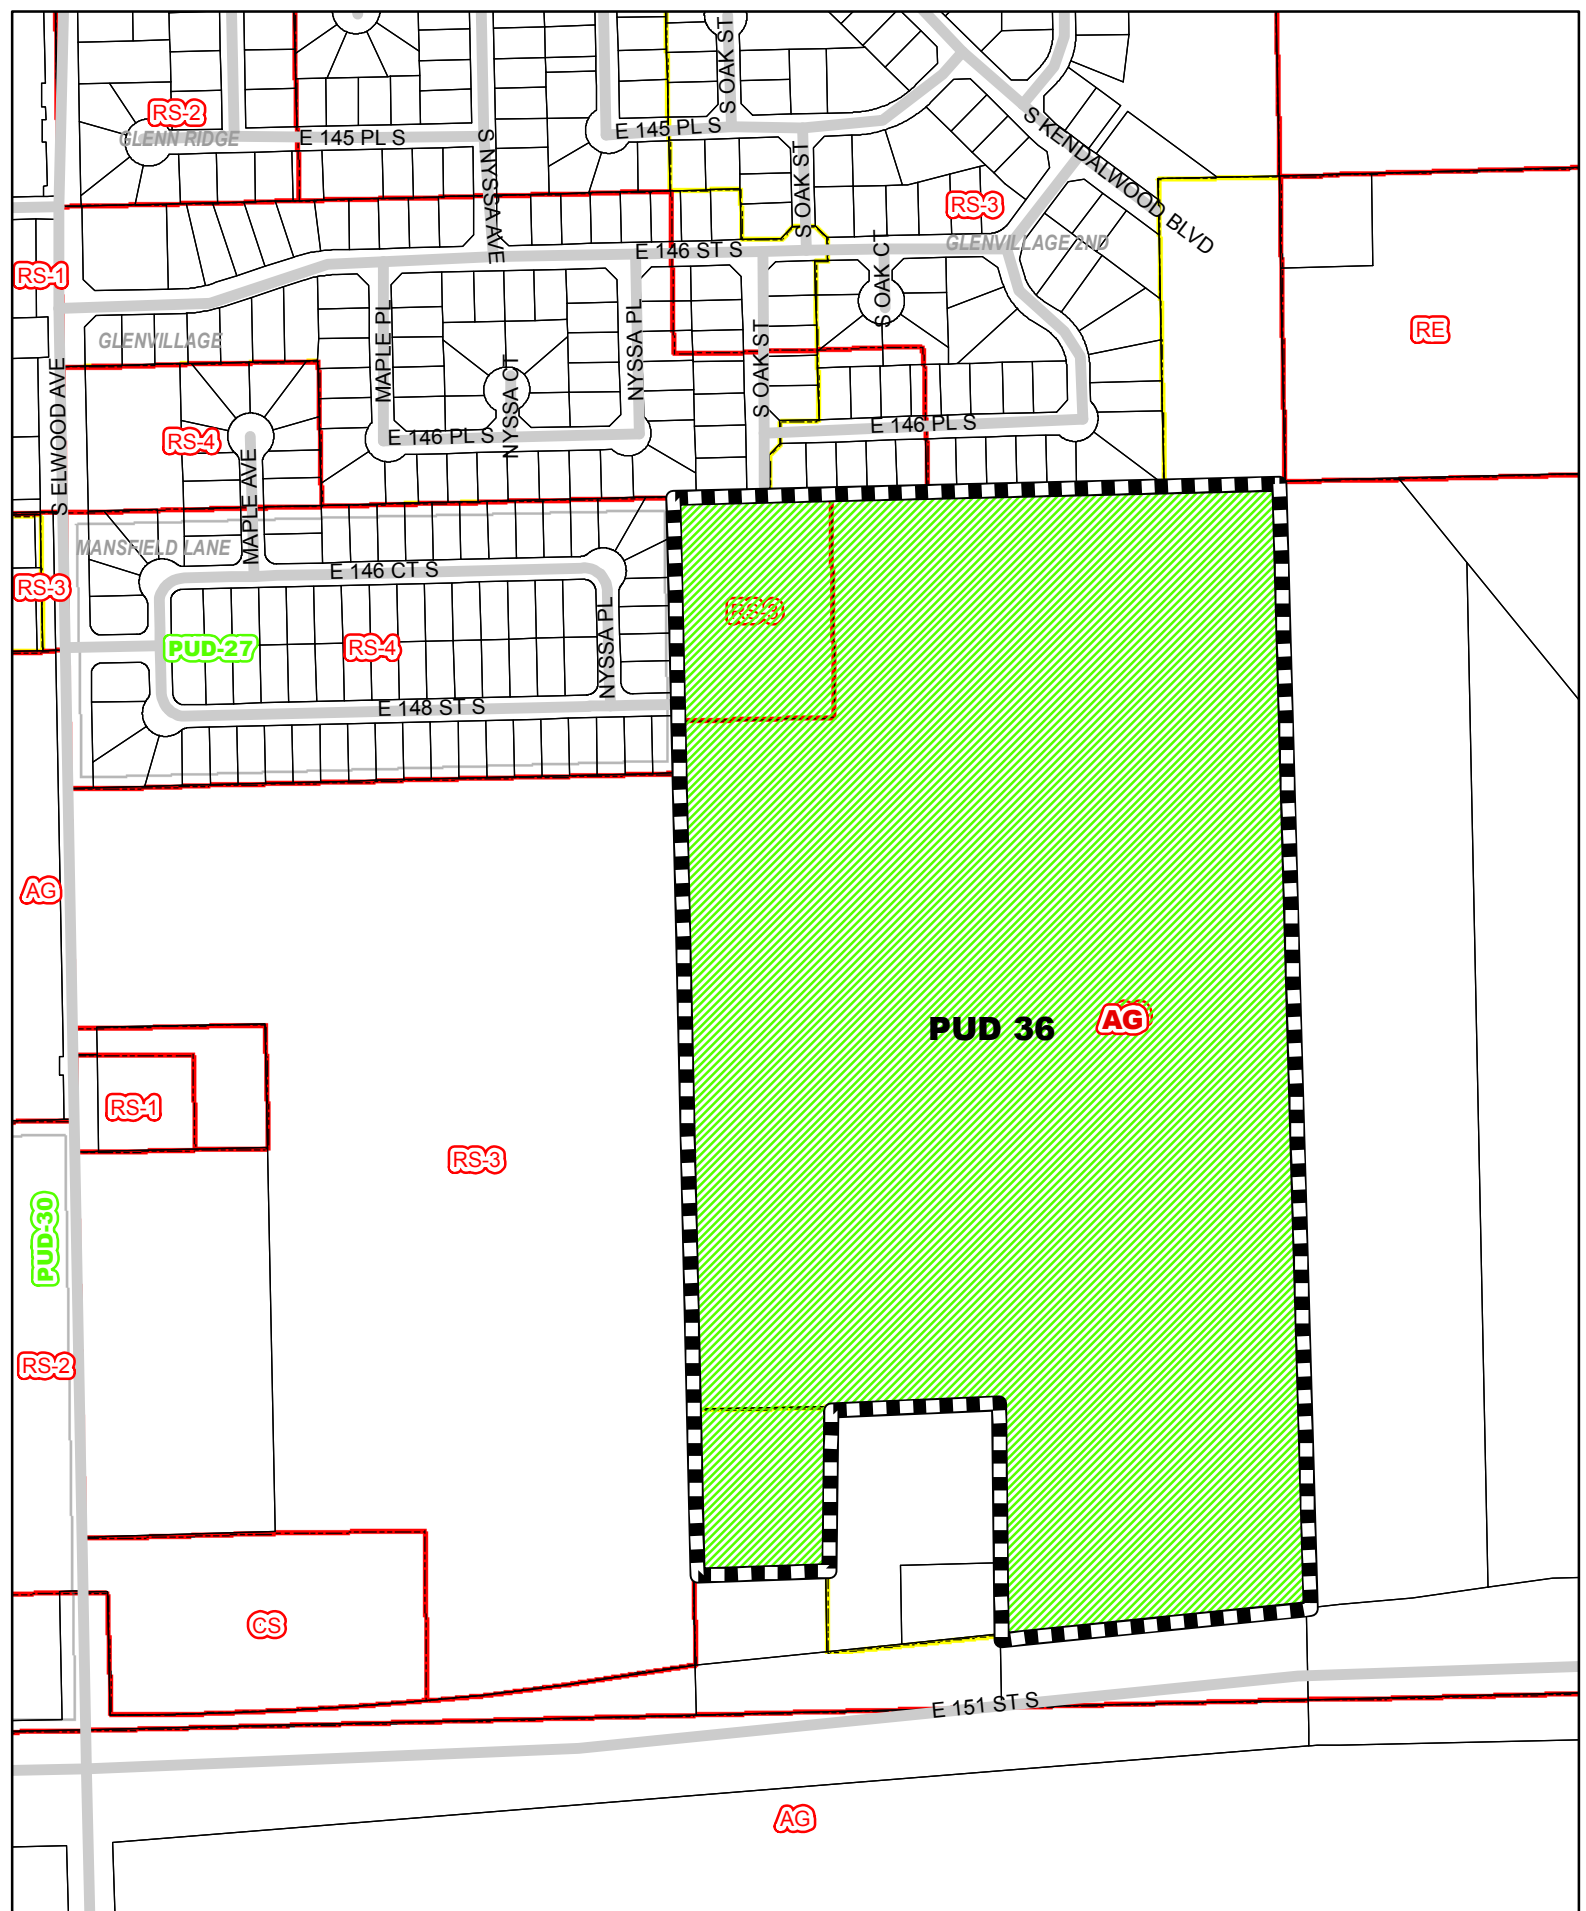 S OAK ST
RS-2
GLENN RIDGE
E 145 PL S
E 145 PL S
S KENDALWOOD BLVD
S NYSSA AVE
S OAK ST
RS-3
E 146 ST S
S OAK CT
GLENVILLAGE 2ND
RS-1
GLENVILLAGE
RE
MAPLE PL
NYSSA CT
NYSSA PL
S OAK ST
S ELWOOD AVE
RS-4
E 146 PL S
E 146 PL S
MAPLE AVE
MANSFIELD LANE
E 146 CT S
RS-3
RS-3
NYSSA PL
PUD-27
RS-4
E 148 ST S
AG
PUD 36
AG
RS-1
RS-3
PUD-30
RS-2
CS
E 151 ST S
AG